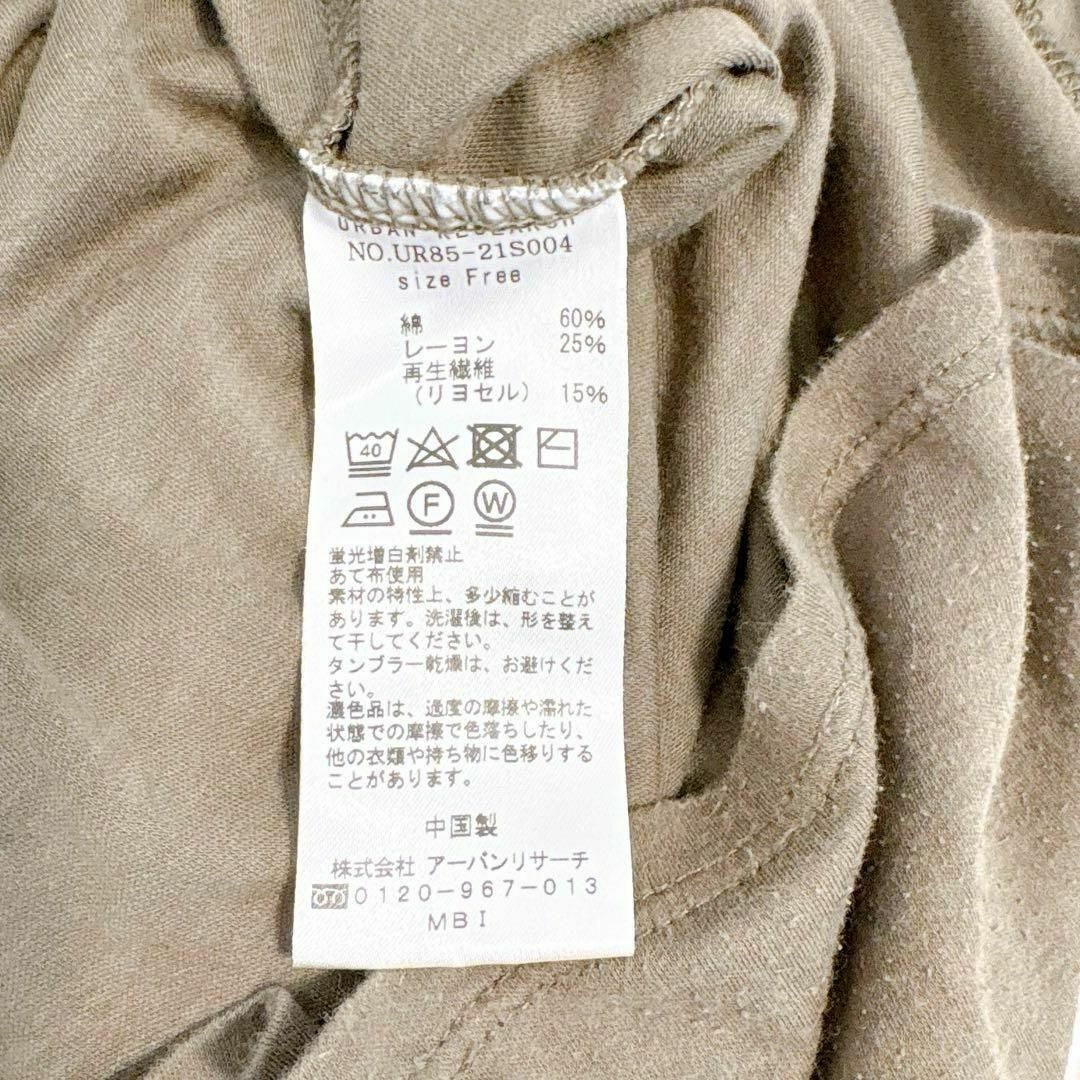 URBAN RESEARCH
NO.UR85-21S004
size Free
綿 60%
レーヨン 25%
再生繊維
(リヨセル) 15%
40
F W
蛍光増白剤禁止
あて布使用
素材の特性上、多少縮むことが
あります。洗濯後は、形を整え
て干してください。
タンブラー乾燥は、お避けくだ
さい。
濃色品は、過度の摩擦や濡れた
状態での摩擦で色落ちしたり、
他の衣類や持ち物に色移りする
ことがあります。
中国製
株式会社 アーバンリサーチ
0120-967-013
MBI